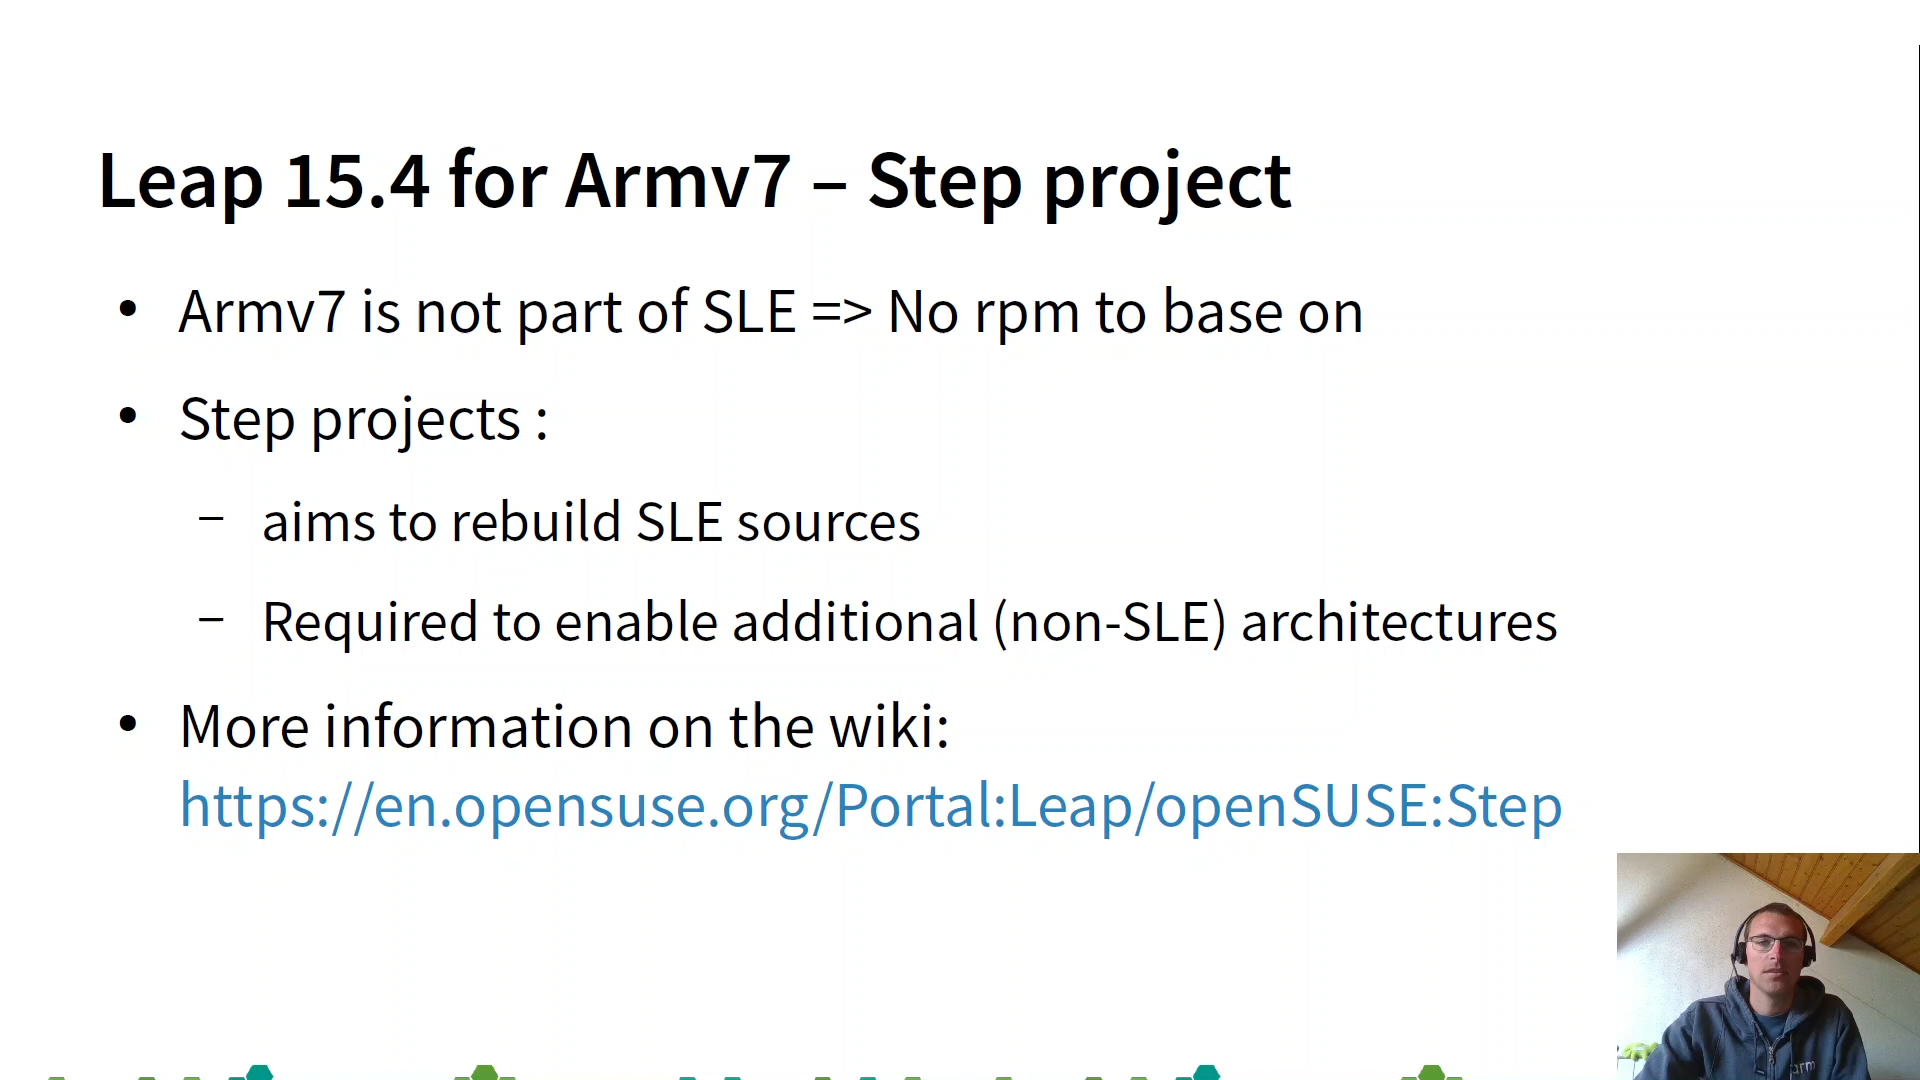 Leap 15.4 for Armv7 – Step project
• Armv7 is not part of SLE => No rpm to base on
• Step projects :
– aims to rebuild SLE sources
– Required to enable additional (non-SLE) architectures
• More information on the wiki:
https://en.opensuse.org/Portal:Leap/openSUSE:Step
arm